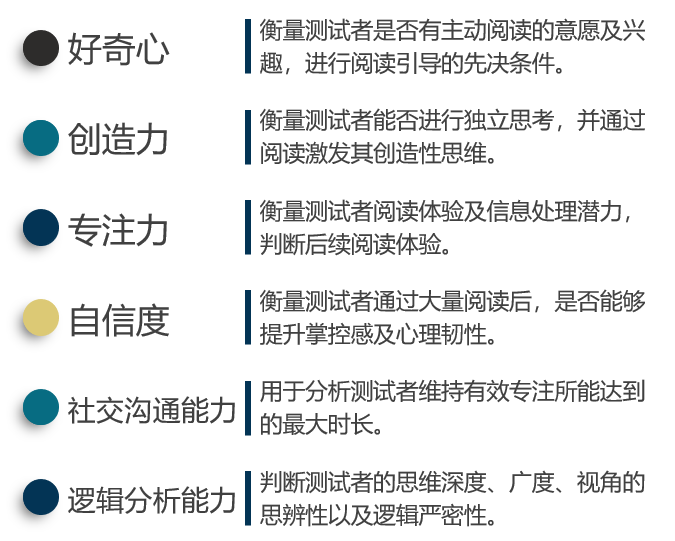 好奇心
衡量测试者是否有主动阅读的意愿及兴
趣，进行阅读引导的先决条件。
创造力
衡量测试者能否进行独立思考，并通过
阅读激发其创造性思维。
专注力
衡量测试者阅读体验及信息处理潜力，
判断后续阅读体验。
自信度
衡量测试者通过大量阅读后，是否能够
提升掌控感及心理韧性。
社交沟通能力
用于分析测试者维持有效专注所能达到
的最大时长。
逻辑分析能力
判断测试者的思维深度、广度、视角的
思辨性以及逻辑严密性。